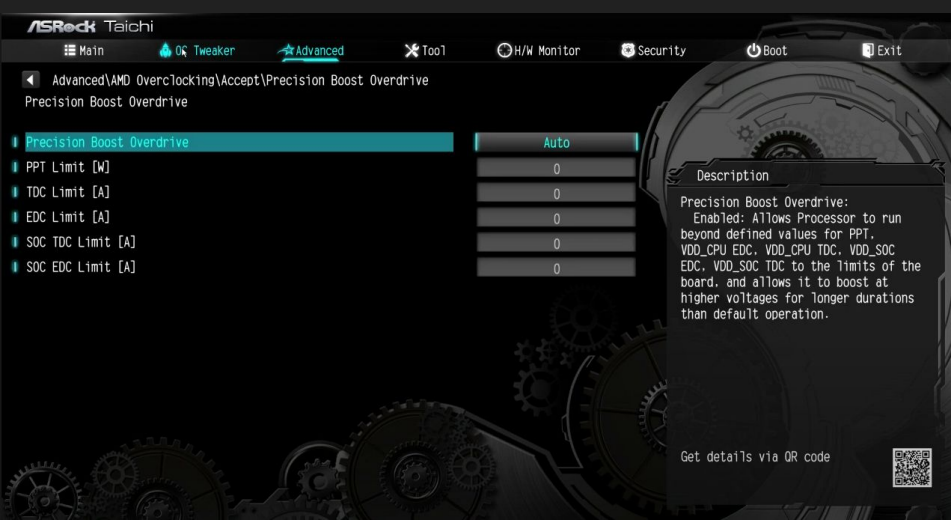 ASRock Taichi
Main OC Tweaker Advanced Tool H/W Monitor Security Boot Exit
Advanced\AMD Overclocking\Accept\Precision Boost Overdrive
Precision Boost Overdrive
Precision Boost Overdrive Auto
PPT Limit [W] 0
TDC Limit [A] 0
EDC Limit [A] 0
SOC TDC Limit [A] 0
SOC EDC Limit [A] 0
Description
Precision Boost Overdrive:
Enabled: Allows Processor to run
beyond defined values for PPT,
VDD_CPU EDC, VDD_CPU TDC, VDD_SOC
EDC, VDD_SOC TDC to the limits of the
board, and allows it to boost at
higher voltages for longer durations
than default operation.
Get details via QR code